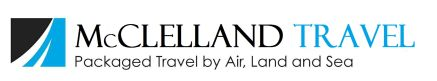 McCLELLAND TRAVEL
Packaged Travel by Air, Land and Sea